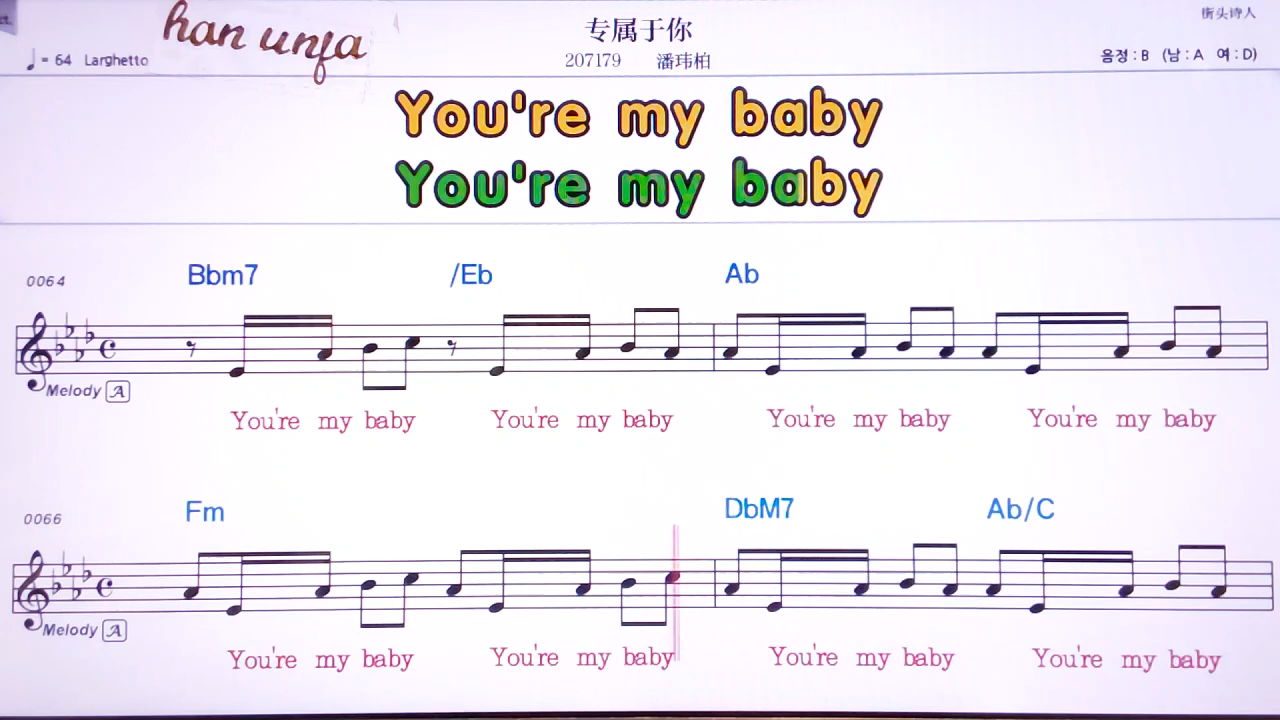 han unfa
专属于你
街头诗人
♩= 64 Larghetto
207179 潘玮柏
음정 : B (남 : A 여 : D)
You're my baby
You're my baby
0064 Bbm7 /Eb Ab
Melody A
You're my baby You're my baby You're my baby You're my baby
0066 Fm DbM7 Ab/C
Melody A
You're my baby You're my baby You're my baby You're my baby